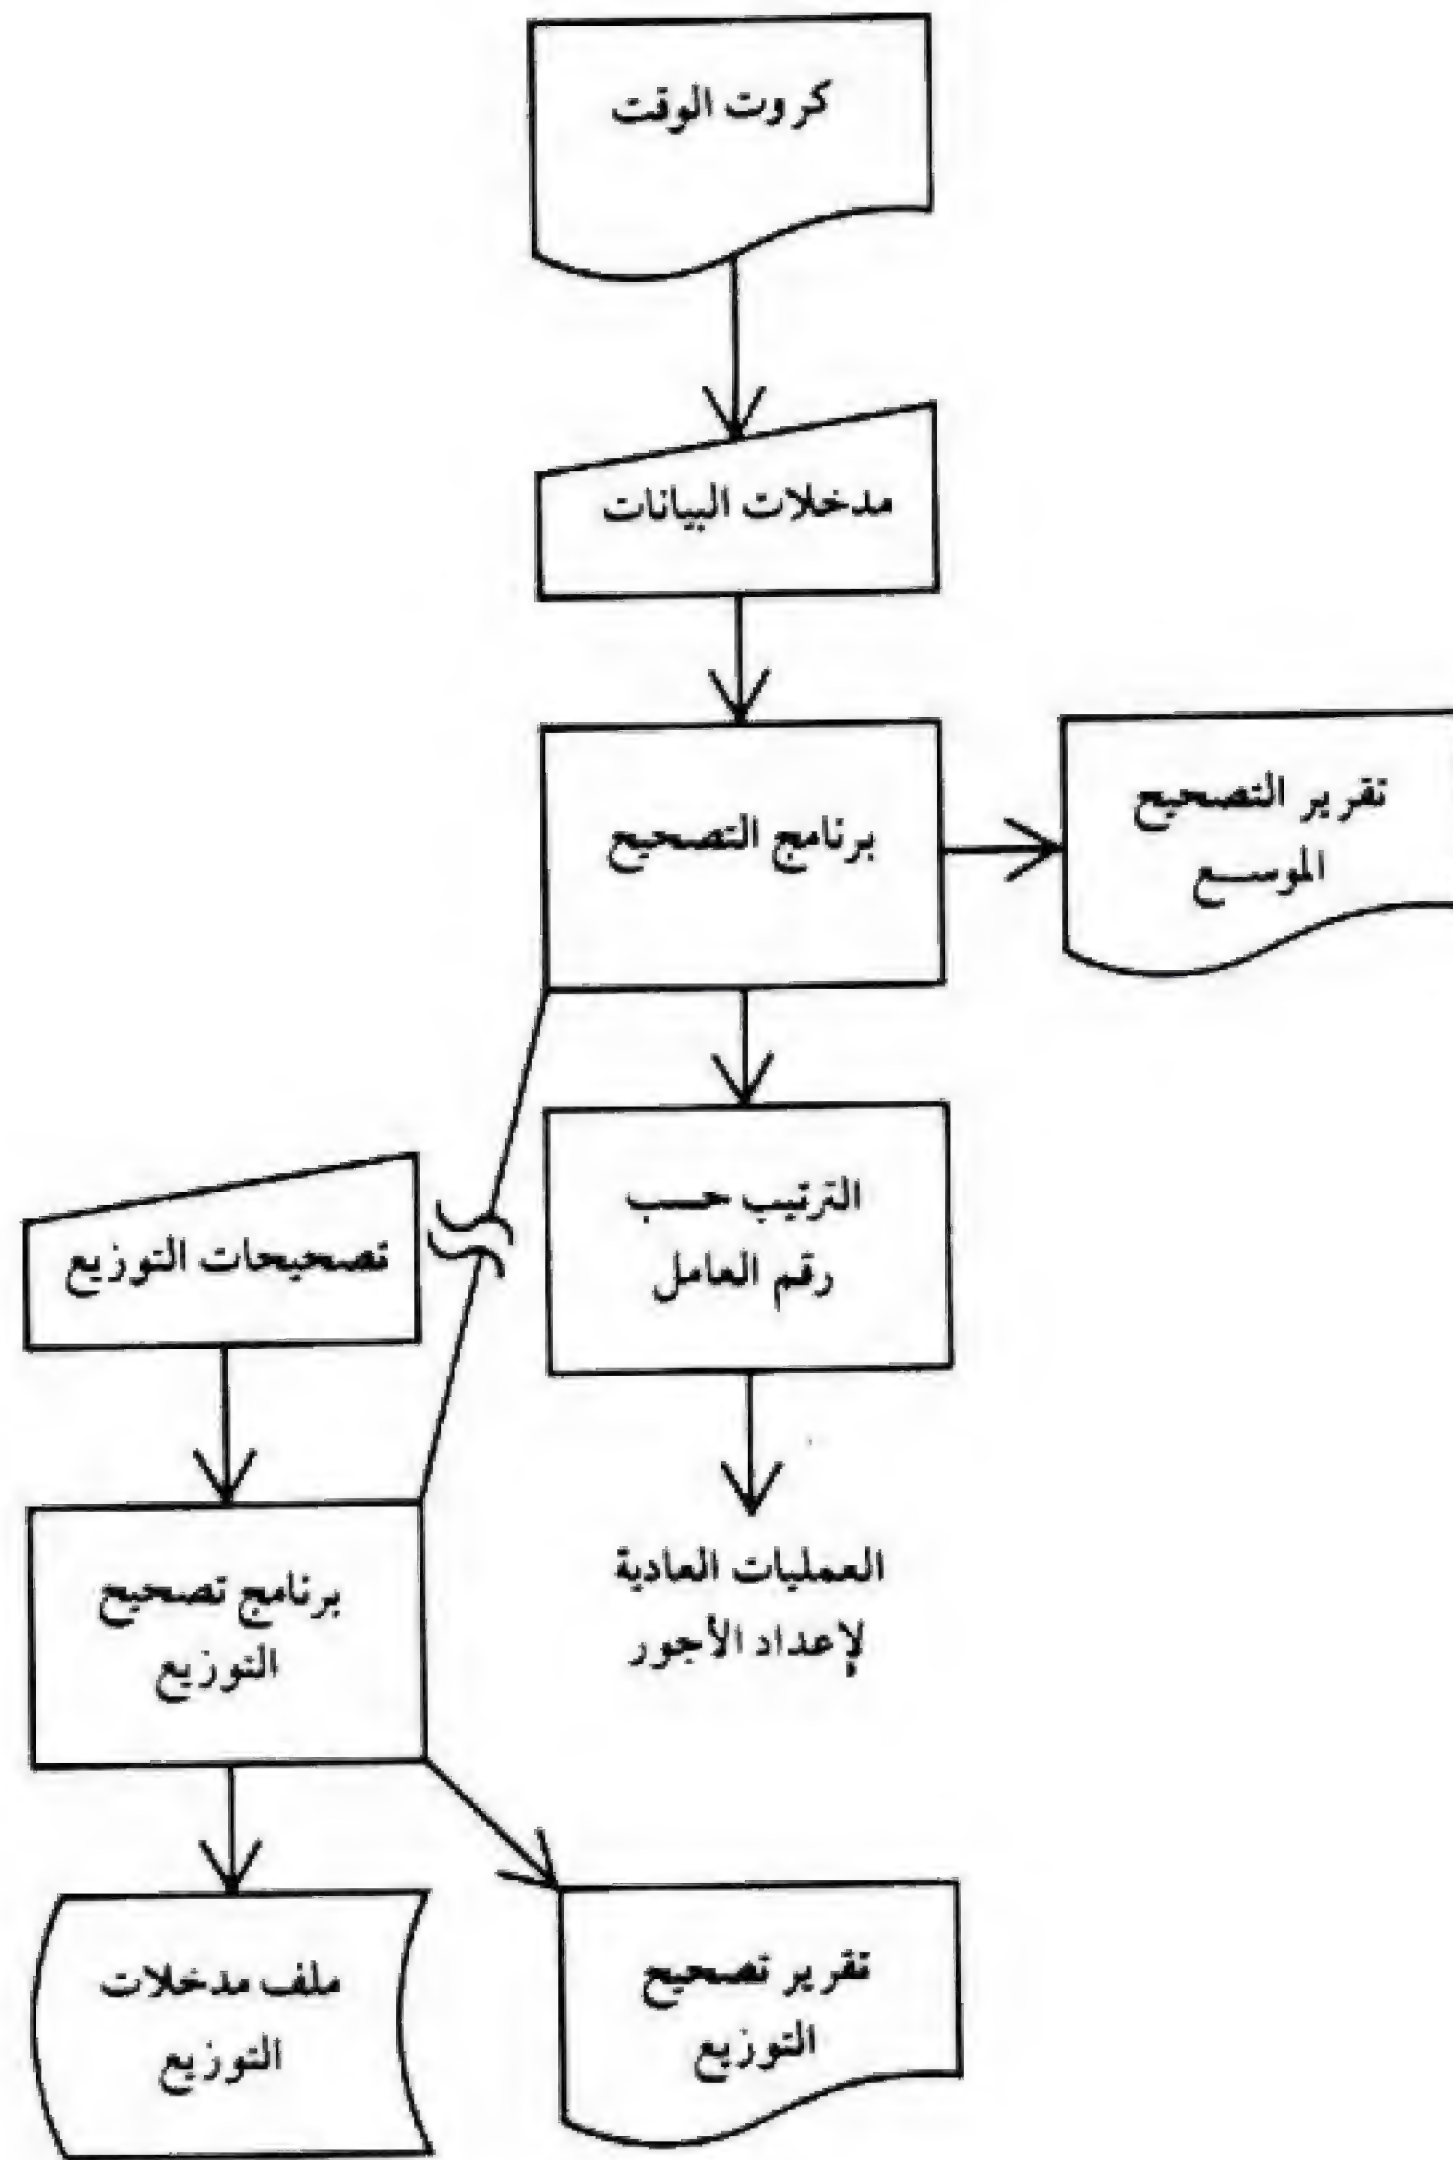 كروت الوقت
مدخلات البيانات
برنامج التصحيح
تقرير التصحيح
الموسع
الترتيب حسب
رقم العامل
تصحيحات التوزيع
العمليات العادية
لإعداد الأجور
برنامج تصحيح
التوزيع
تقرير تصحيح
التوزيع
ملف مدخلات
التوزيع